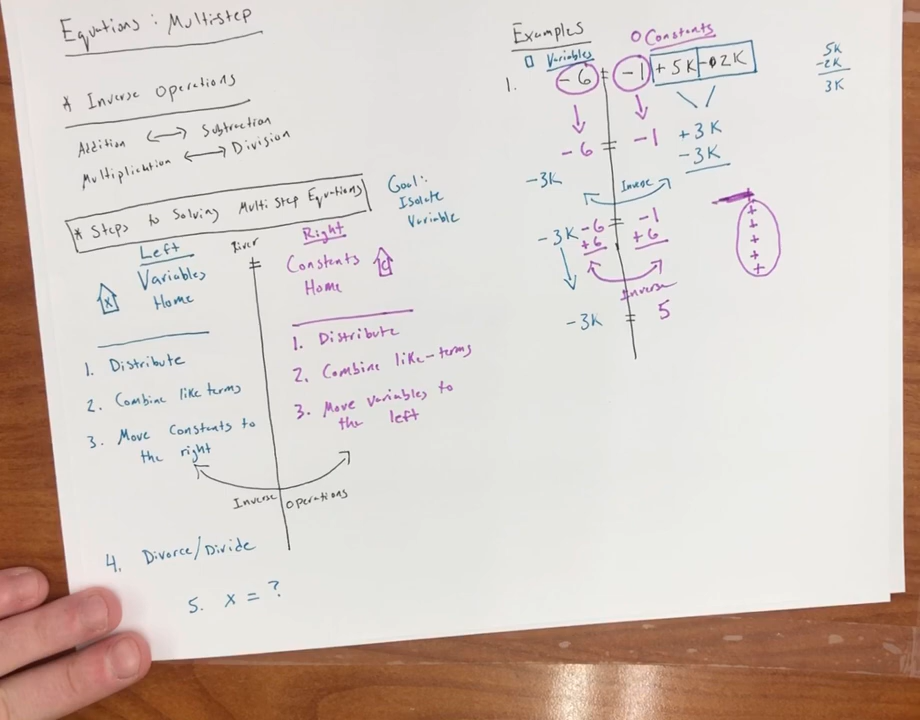 Equations : Multistep
* Inverse Operations
Addition ↔ Subtraction
Multiplication ↔ Division
* Steps to Solving Multi Step Equations
Goal:
Isolate
Variable
Left
Variables
Home
x
River
Right
Constants
Home
C
1. Distribute
2. Combine like terms
3. Move Constants to
the right
1. Distribute
2. Combine like-terms
3. Move variables to
the left
Inverse Operations
4. Divorce/Divide
5. x = ?
Examples
Variables
Constants
1. -6 = -1 +5K -2K
-6 = -1 +3K
-3K
-3K
Inverse
-3K -6 = -1
+6 +6
Inverse
-3K = 5
5K
-2K
3K
+
+
+
+
+
+